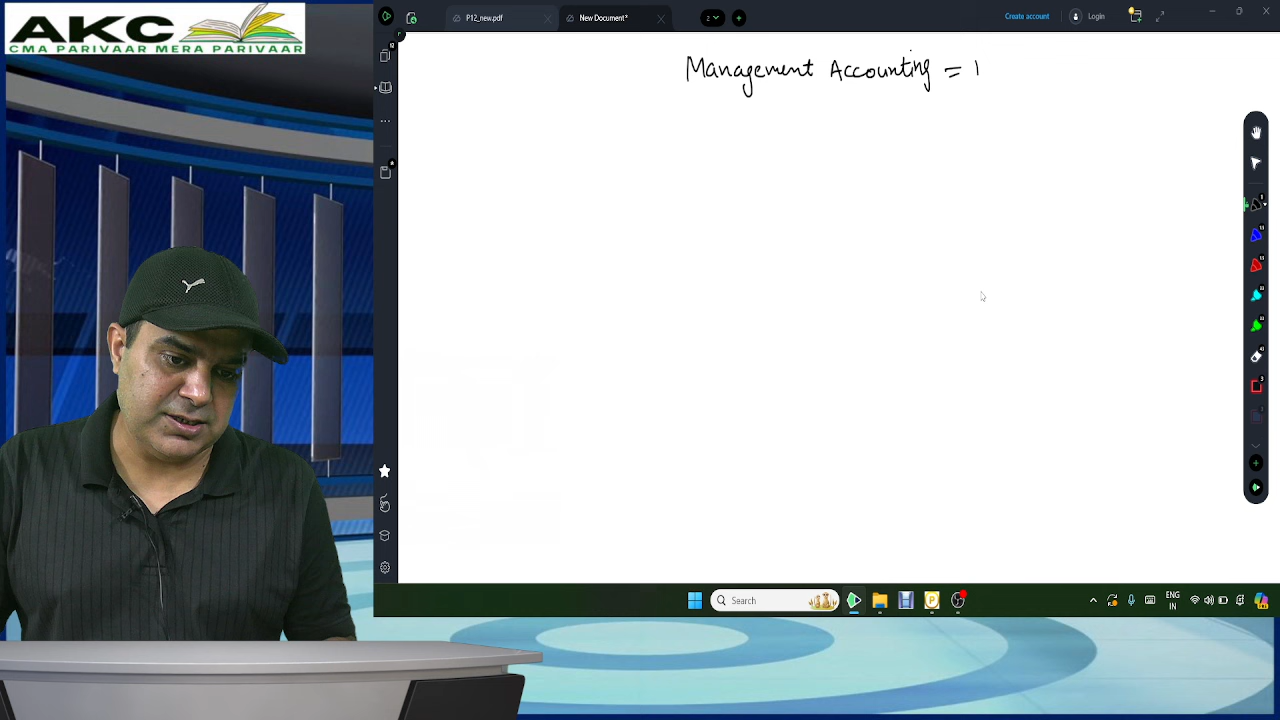 AKC
CMA PARIVAAR MERA PARIVAAR
P12_new.pdf
New Document*
Create account
Login
Management Accounting = 1
Search
ENG
IN